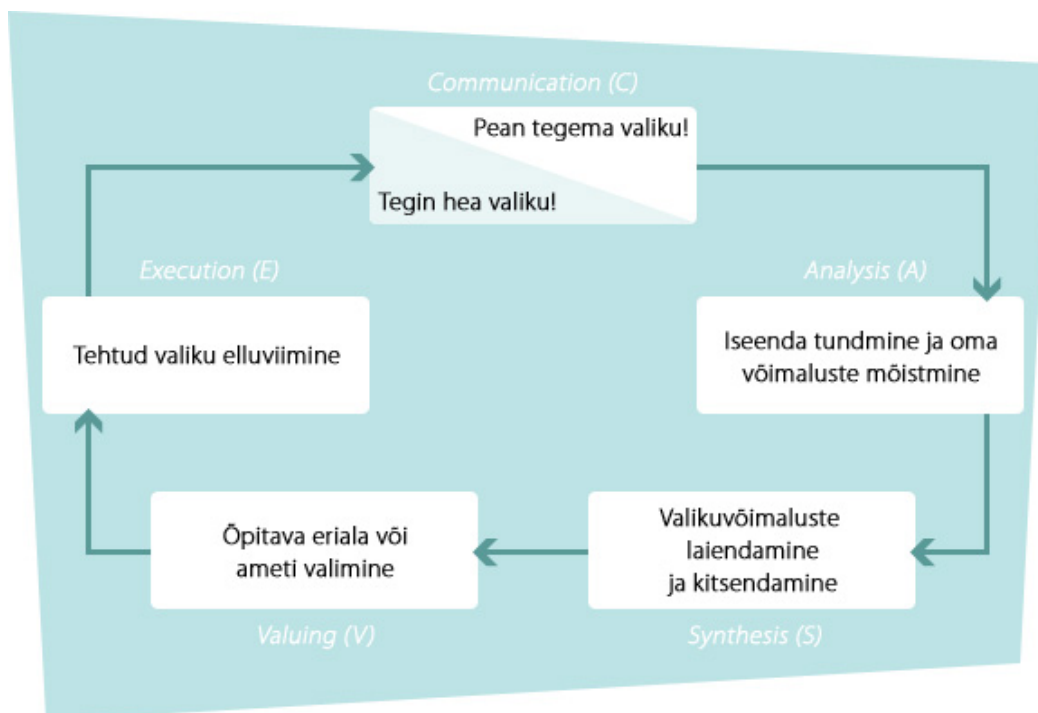 Communication (C)
Pean tegema valiku!
Tegin hea valiku!
Execution (E)
Analysis (A)
Tehtud valiku elluviimine
Iseenda tundmine ja oma
võimaluste mõistmine
Õpitava eriala või
ameti valimine
Valikuvõimaluste
laiendamine
ja kitsendamine
Valuing (V)
Synthesis (S)